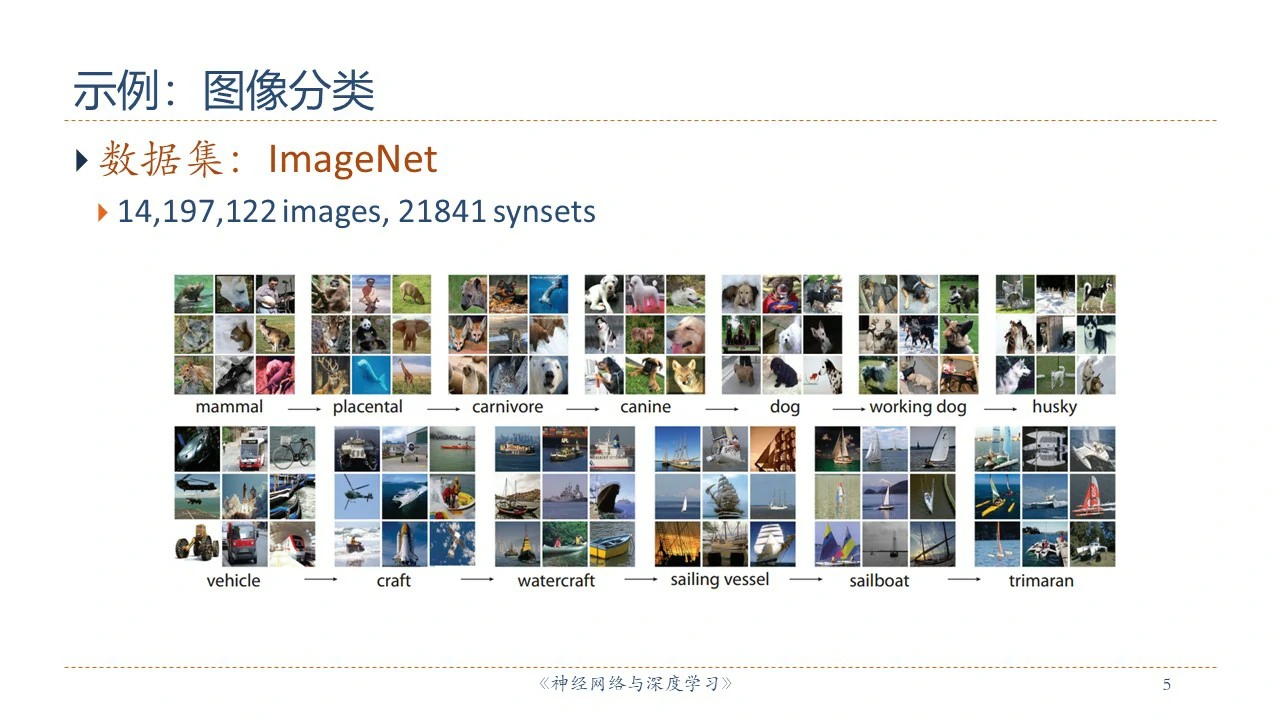 示例：图像分类
数据集：ImageNet
14,197,122 images, 21841 synsets
mammal placental carnivore canine dog working dog husky
vehicle craft watercraft sailing vessel sailboat trimaran
《神经网络与深度学习》 5